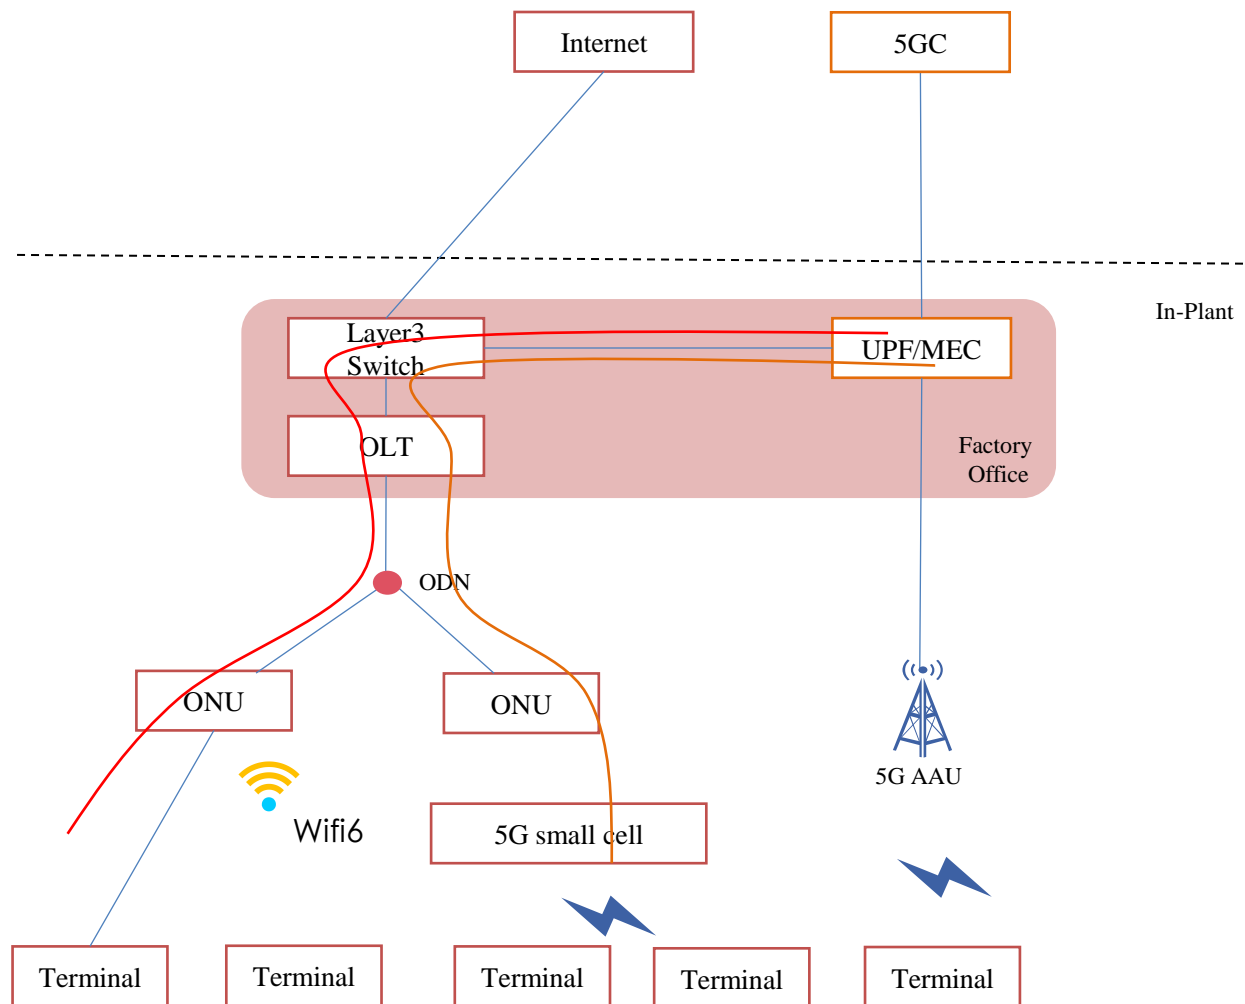 Internet
5GC
In-Plant
Layer3
Switch
UPF/MEC
OLT
Factory
Office
ODN
ONU
ONU
5G AAU
Wifi6
5G small cell
Terminal
Terminal
Terminal
Terminal
Terminal